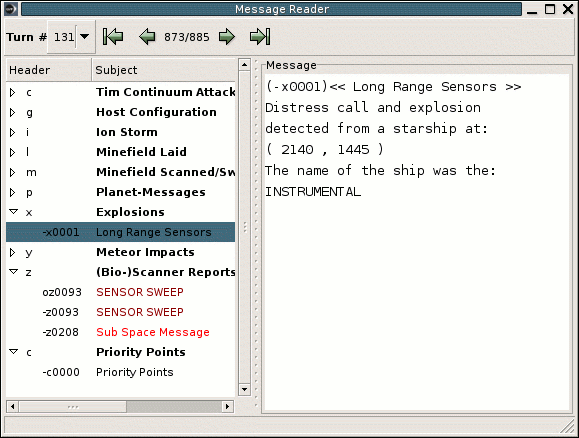 Message Reader
Turn # 131 873/885
Header Subject
c Tim Continuum Attack
g Host Configuration
i Ion Storm
l Minefield Laid
m Minefield Scanned/Sw
p Planet-Messages
x Explosions
-x0001 Long Range Sensors
y Meteor Impacts
z (Bio-)Scanner Reports
oz0093 SENSOR SWEEP
-z0093 SENSOR SWEEP
-z0208 Sub Space Message
c Priority Points
-c0000 Priority Points
Message
(-x0001)<< Long Range Sensors >>
Distress call and explosion
detected from a starship at:
( 2140 , 1445 )
The name of the ship was the:
INSTRUMENTAL